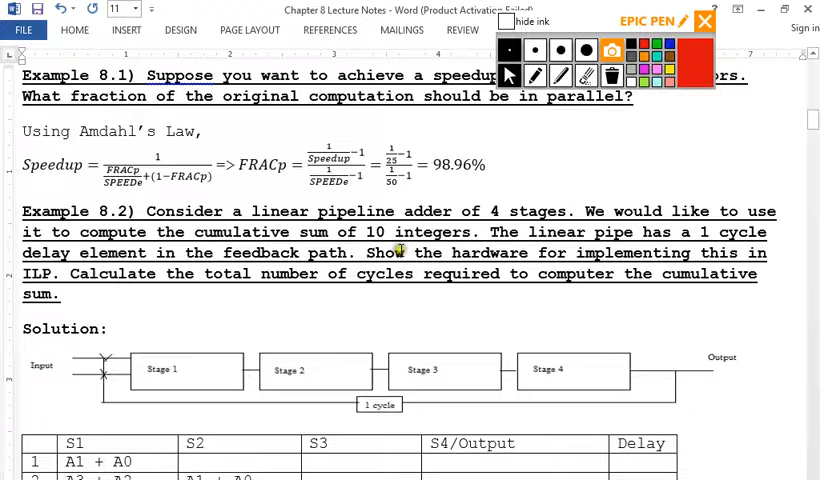 11
Chapter 8 Lecture Notes - Word (Product Activation Failed)
Sign in
hide ink
EPIC PEN
FILE HOME INSERT DESIGN PAGE LAYOUT REFERENCES MAILINGS REVIEW
1 2 3 4
Example 8.1) Suppose you want to achieve a speedup
What fraction of the original computation should be in parallel?
Using Amdahl's Law,
Speedup = 1 / (FRACp/SPEEDe + (1−FRACp)) => FRACp = (1/Speedup − 1) / (1/SPEEDe − 1) = (1/25 − 1) / (1/50 − 1) = 98.96%
Example 8.2) Consider a linear pipeline adder of 4 stages. We would like to use
it to compute the cumulative sum of 10 integers. The linear pipe has a 1 cycle
delay element in the feedback path. Show the hardware for implementing this in
ILP. Calculate the total number of cycles required to computer the cumulative
sum.
Solution:
Input Stage 1 Stage 2 Stage 3 Stage 4 Output
1 cycle
S1 S2 S3 S4/Output Delay
1 A1 + A0
2 A3 + A2 A1 + A0